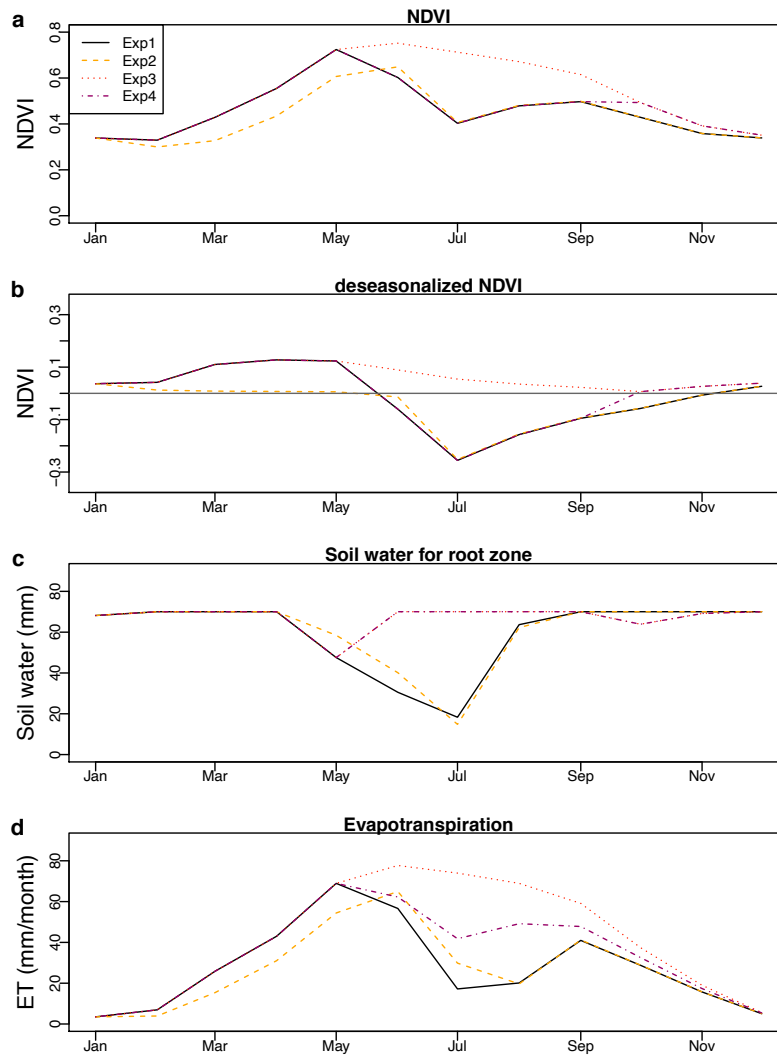 a NDVI
Exp1
Exp2
Exp3
Exp4
NDVI
0.0 0.2 0.4 0.6 0.8
Jan Mar May Jul Sep Nov
b deseasonalized NDVI
NDVI
−0.3 −0.1 0.1 0.3
Jan Mar May Jul Sep Nov
c Soil water for root zone
Soil water (mm)
0 20 40 60 80
Jan Mar May Jul Sep Nov
d Evapotranspiration
ET (mm/month)
0 20 40 60 80
Jan Mar May Jul Sep Nov